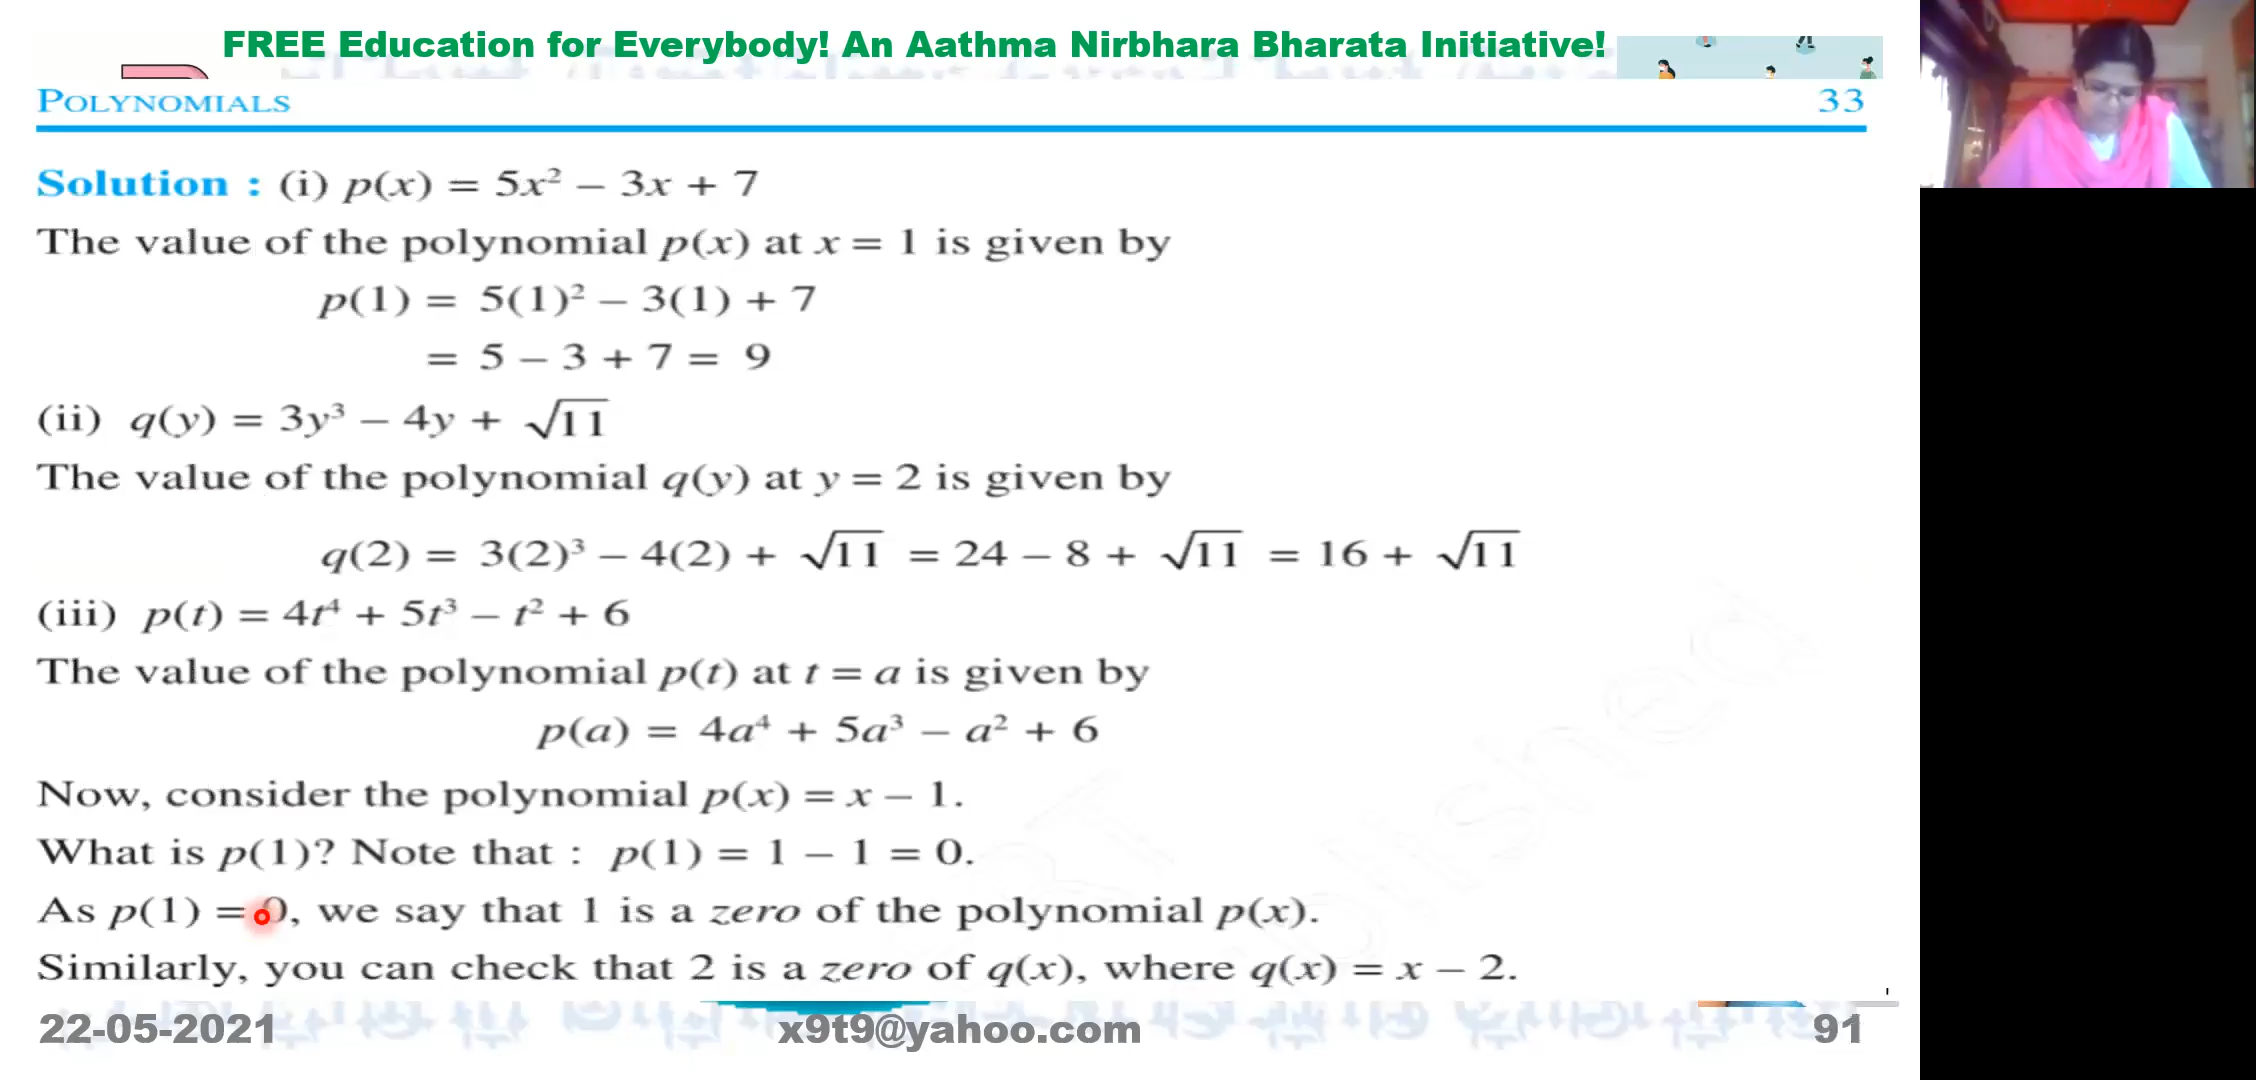 FREE Education for Everybody! An Aathma Nirbhara Bharata Initiative!
POLYNOMIALS 33
Solution : (i) p(x) = 5x² – 3x + 7
The value of the polynomial p(x) at x = 1 is given by
p(1) = 5(1)² – 3(1) + 7
= 5 – 3 + 7 = 9
(ii) q(y) = 3y³ – 4y + √11
The value of the polynomial q(y) at y = 2 is given by
q(2) = 3(2)³ – 4(2) + √11 = 24 – 8 + √11 = 16 + √11
(iii) p(t) = 4t⁴ + 5t³ – t² + 6
The value of the polynomial p(t) at t = a is given by
p(a) = 4a⁴ + 5a³ – a² + 6
Now, consider the polynomial p(x) = x – 1.
What is p(1)? Note that : p(1) = 1 – 1 = 0.
As p(1) = 0, we say that 1 is a zero of the polynomial p(x).
Similarly, you can check that 2 is a zero of q(x), where q(x) = x – 2.
22-05-2021 x9t9@yahoo.com 91